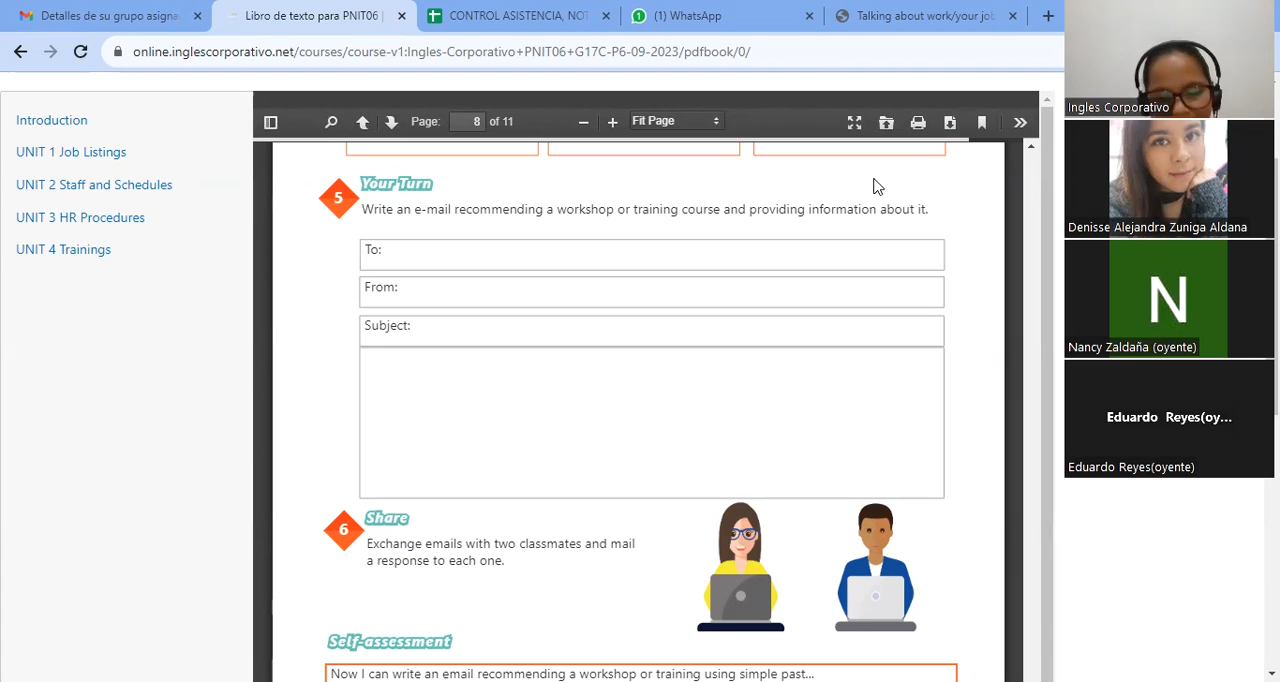 Detalles de su grupo asigna
Libro de texto para PNIT06 |
CONTROL ASISTENCIA, NOT
(1) WhatsApp
Talking about work/your job
online.inglescorporativo.net/courses/course-v1:Ingles-Corporativo+PNIT06+G17C-P6-09-2023/pdfbook/0/
Ingles Corporativo
Introduction
UNIT 1 Job Listings
UNIT 2 Staff and Schedules
UNIT 3 HR Procedures
UNIT 4 Trainings
Page: 8 of 11
Fit Page
5 Your Turn
Write an e-mail recommending a workshop or training course and providing information about it.
To:
From:
Subject:
6 Share
Exchange emails with two classmates and mail
a response to each one.
Self-assessment
Now I can write an email recommending a workshop or training using simple past...
Denisse Alejandra Zuniga Aldana
N
Nancy Zaldaña (oyente)
Eduardo Reyes(oy...
Eduardo Reyes(oyente)